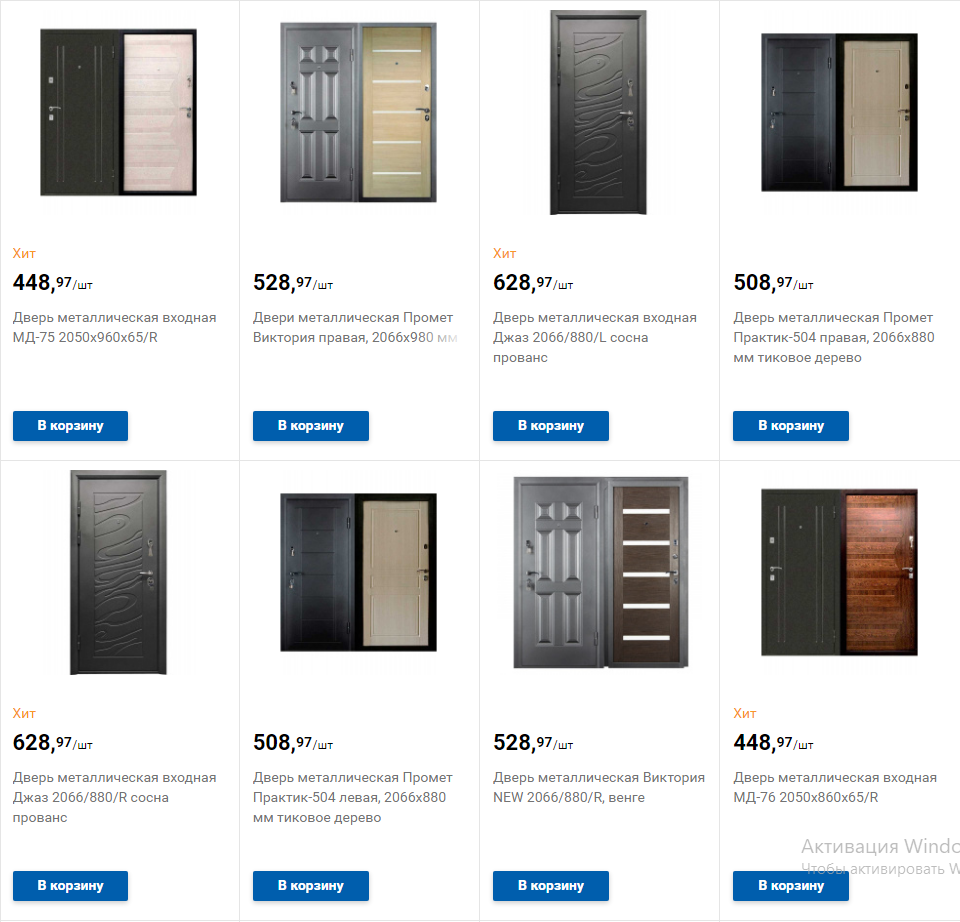 Хит
448,97/шт
Дверь металлическая входная
МД-75 2050х960х65/R
В корзину
528,97/шт
Двери металлическая Промет
Виктория правая, 2066х980 мм
В корзину
Хит
628,97/шт
Дверь металлическая входная
Джаз 2066/880/L сосна
прованс
В корзину
508,97/шт
Дверь металлическая Промет
Практик-504 правая, 2066х880
мм тиковое дерево
В корзину
Хит
628,97/шт
Дверь металлическая входная
Джаз 2066/880/R сосна
прованс
В корзину
508,97/шт
Дверь металлическая Промет
Практик-504 левая, 2066х880
мм тиковое дерево
В корзину
528,97/шт
Дверь металлическая Виктория
NEW 2066/880/R, венге
В корзину
Хит
448,97/шт
Дверь металлическая входная
МД-76 2050х860х65/R
В корзину
Активация Windo
Чтобы активировать W